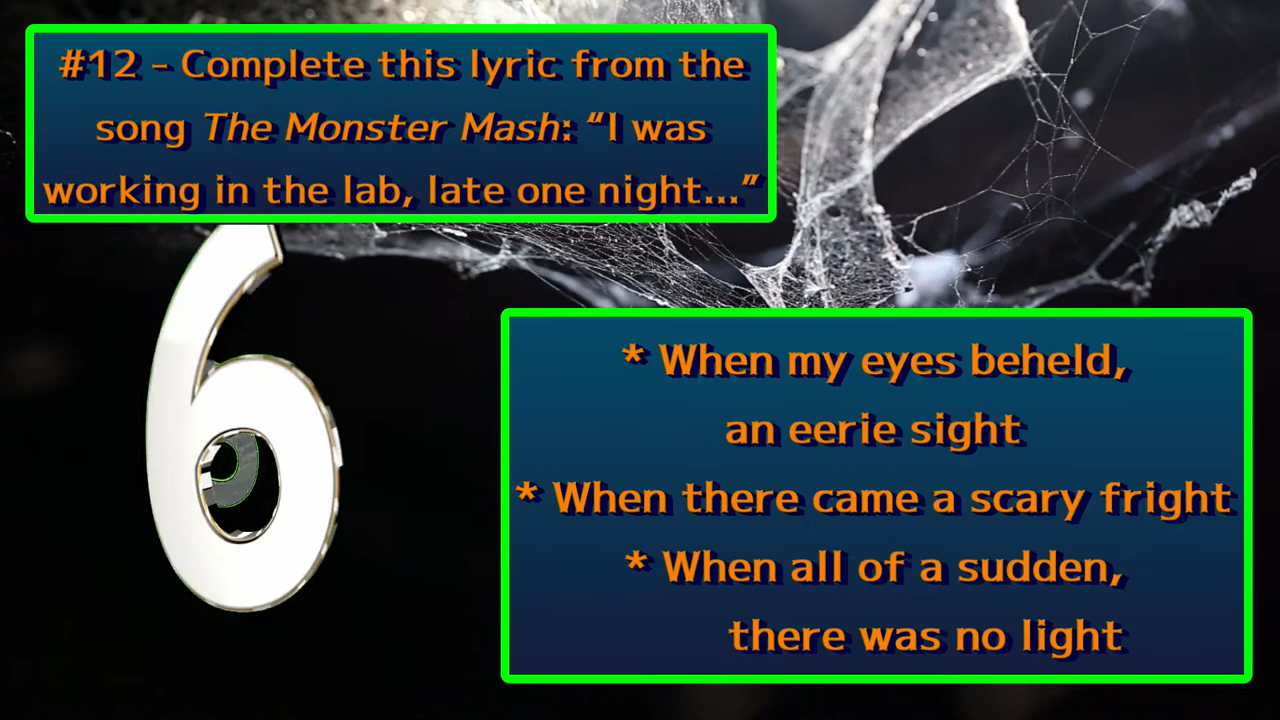 #12 – Complete this lyric from the
song The Monster Mash: “I was
working in the lab, late one night...”
6
* When my eyes beheld,
an eerie sight
* When there came a scary fright
* When all of a sudden,
there was no light